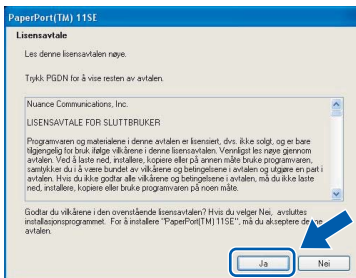 PaperPort(TM) 11SE
Lisensavtale
Les denne lisensavtalen nøye.
Trykk PGDN for å vise resten av avtalen.
Nuance Communications, Inc.
LISENSAVTALE FOR SLUTTBRUKER
Programvaren og materialene i denne avtalen er lisensiert, dvs. ikke solgt, og er bare
tilgjengelig for bruk ifølge vilkårene i denne lisensavtalen. Vennligst les nøye gjennom
avtalen. Ved å laste ned, installere, kopiere eller på annen måte bruke programvaren,
samtykker du i å være bundet av vilkårene og betingelsene i avtalen og utgjøre en part i
avtalen. Hvis du ikke godtar alle vilkårene og betingelsene i avtalen, må du ikke laste
ned, installere, kopiere eller bruke programvaren på noen måte.
Godtar du vilkårene i den ovenstående lisensavtalen? Hvis du velger Nei, avsluttes
installasjonsprogrammet. For å installere "PaperPort(TM) 11SE", må du akseptere denne
avtalen.
Ja
Nei